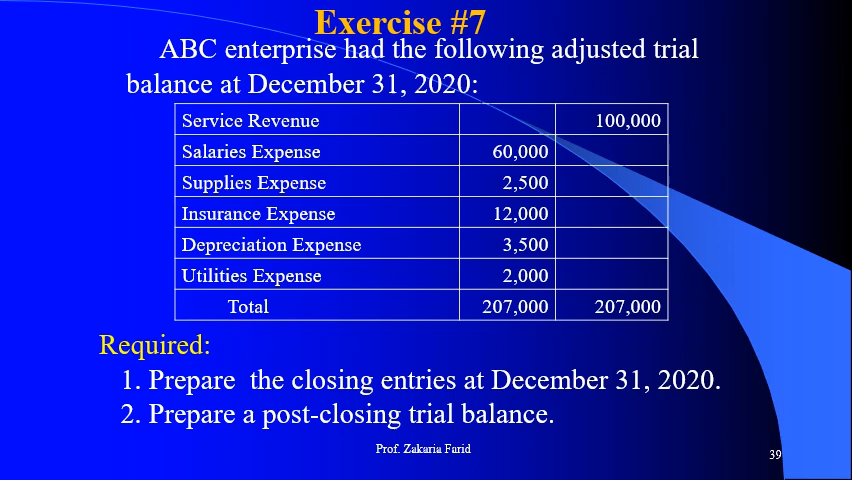 Exercise #7
ABC enterprise had the following adjusted trial
balance at December 31, 2020:
Service Revenue 100,000
Salaries Expense 60,000
Supplies Expense 2,500
Insurance Expense 12,000
Depreciation Expense 3,500
Utilities Expense 2,000
Total 207,000 207,000
Required:
1. Prepare the closing entries at December 31, 2020.
2. Prepare a post-closing trial balance.
Prof. Zakaria Farid
39